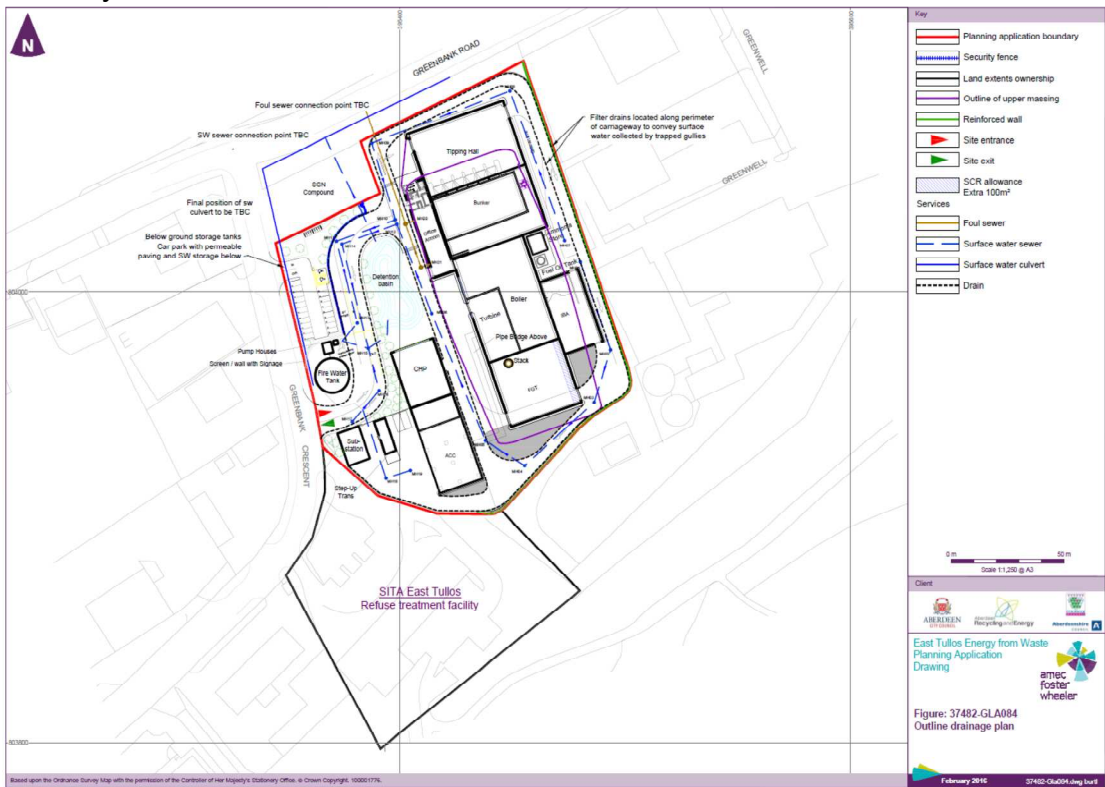 N
GREENBANK ROAD
GREENWELL
Foul sewer connection point TBC
SW sewer connection point TBC
SGN
Compound
Final position of sw
culvert to be TBC
Below ground storage tanks
Car park with permeable
paving and SW storage below
Filter drains located along perimeter
of carriageway to convey surface
water collected by trapped gullies
GREENWELL
Tipping Hall
Bunker
Detention
basin
Fuel Oil Tank
Boiler
Turbine
IBA
Pipe Bridge Above
Stack
FGT
CHP
ACC
Pump Houses
Screen / wall with Signage
Fire Water
Tank
GREENBANK
CRESCENT
Sub-
station
Step-Up
Trans
SITA East Tullos
Refuse treatment facility
Key
Planning application boundary
Security fence
Land extents ownership
Outline of upper massing
Reinforced wall
Site entrance
Site exit
SCR allowance
Extra 100m²
Services
Foul sewer
Surface water sewer
Surface water culvert
Drain
0 m
50 m
Scale 1:1,250 @ A3
Client
ABERDEEN
CITY COUNCIL
Aberdeen
Recycling and Energy
Aberdeenshire
COUNCIL
East Tullos Energy from Waste
Planning Application
Drawing
amec
foster
wheeler
Figure: 37482-GLA084
Outline drainage plan
February 2016
37482-Gla084.dwg burtl
Based upon the Ordnance Survey Map with the permission of the Controller of Her Majesty's Stationery Office. © Crown Copyright. 100001776.